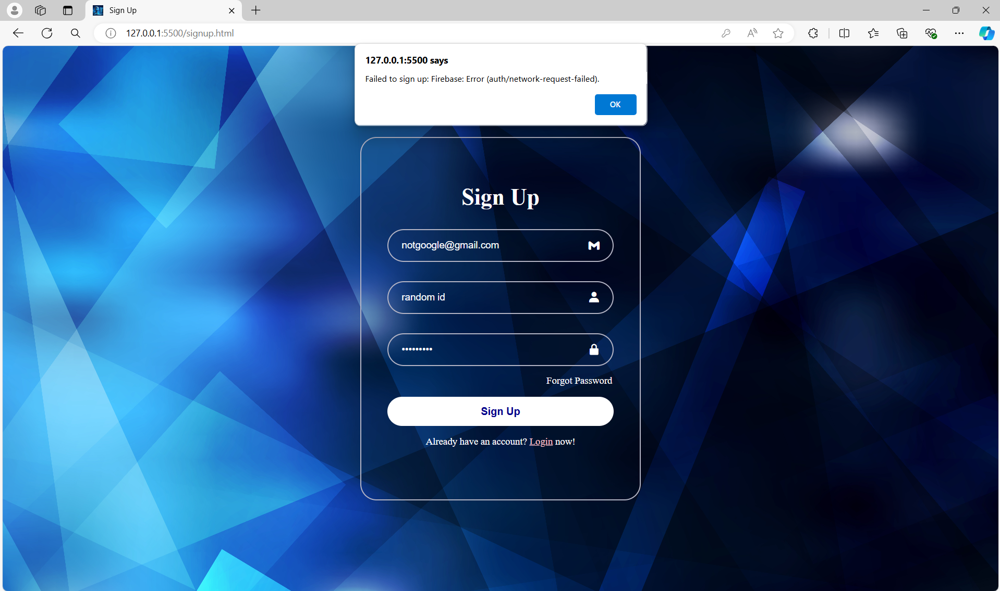 Sign Up
127.0.0.1:5500/signup.html
127.0.0.1:5500 says
Failed to sign up: Firebase: Error (auth/network-request-failed).
OK
Sign Up
notgoogle@gmail.com
random id
•••••••••
Forgot Password
Sign Up
Already have an account? Login now!